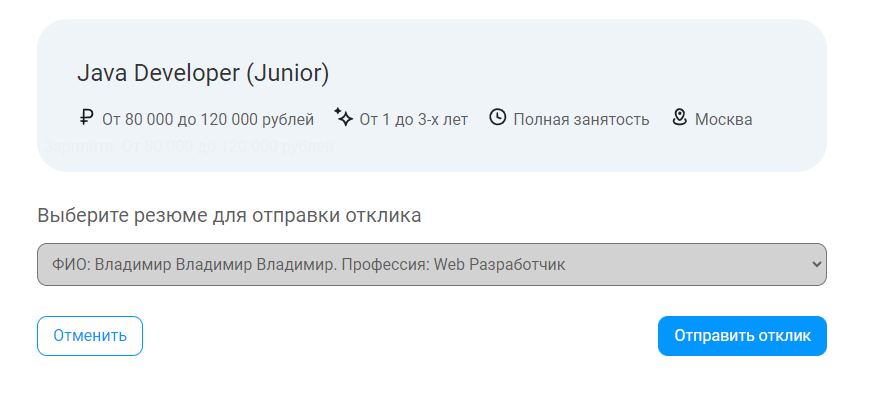 Java Developer (Junior)
От 80 000 до 120 000 рублей От 1 до 3-х лет Полная занятость Москва
Зарплата: От 80 000 до 120 000 рублей
Выберите резюме для отправки отклика
ФИО: Владимир Владимир Владимир. Профессия: Web Разработчик
Отменить Отправить отклик